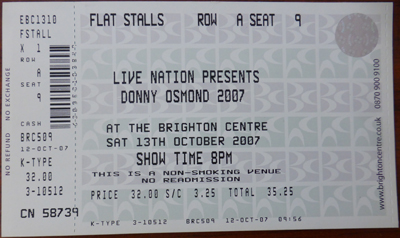 EBC1310
FSTALL
X 1
ROW
A
SEAT
9
CASH
BRC509
12-OCT-07
K-TYPE
32.00
3-10512
CN 58739
NO REFUND NO EXCHANGE
FLAT STALLS ROW A SEAT 9
LIVE NATION PRESENTS
DONNY OSMOND 2007
AT THE BRIGHTON CENTRE
SAT 13TH OCTOBER 2007
SHOW TIME 8PM
THIS IS A NON-SMOKING VENUE
NO READMISSION
PRICE 32.00 S/C 3.25 TOTAL 35.25
K-TYPE 3-10512 BRC509 12-OCT-07 09:56
www.brightoncentre.co.uk 0870 900 9100